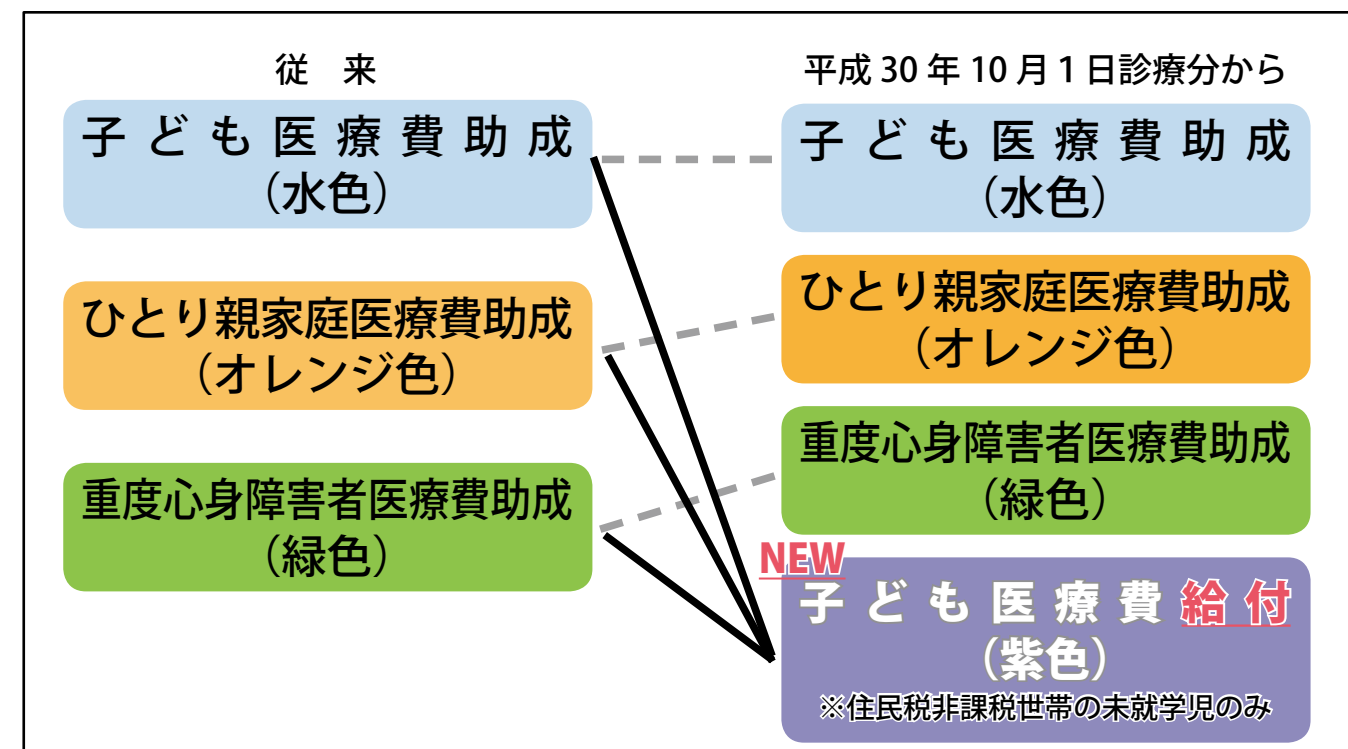 従 来
子ども医療費助成
（水色）
ひとり親家庭医療費助成
（オレンジ色）
重度心身障害者医療費助成
（緑色）
平成 30 年 10 月 1 日診療分から
子ども医療費助成
（水色）
ひとり親家庭医療費助成
（オレンジ色）
重度心身障害者医療費助成
（緑色）
NEW
子ども医療費給付
（紫色）
※住民税非課税世帯の未就学児のみ